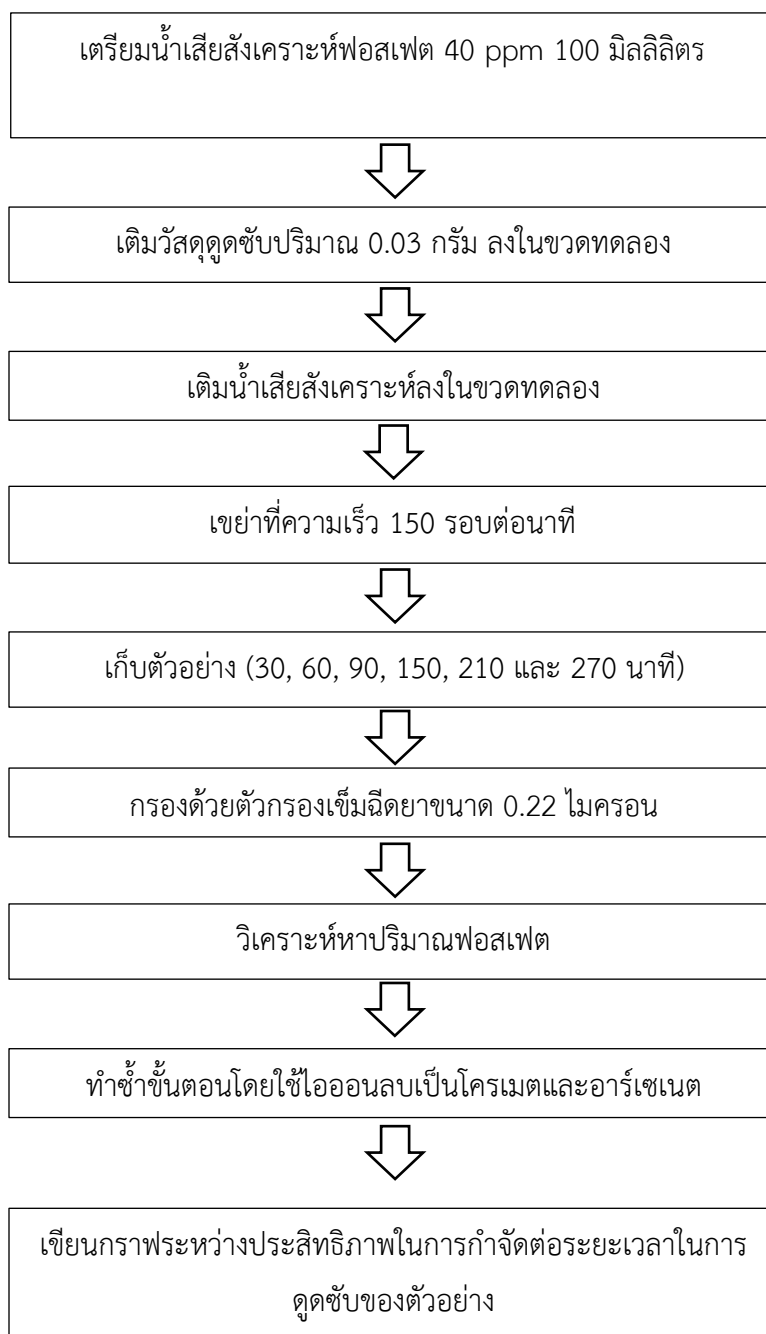 เตรียมน้ำเสียสังเคราะห์ฟอสเฟต 40 ppm 100 มิลลิลิตร
เติมวัสดุดูดซับปริมาณ 0.03 กรัม ลงในขวดทดลอง
เติมน้ำเสียสังเคราะห์ลงในขวดทดลอง
เขย่าที่ความเร็ว 150 รอบต่อนาที
เก็บตัวอย่าง (30, 60, 90, 150, 210 และ 270 นาที)
กรองด้วยตัวกรองเข็มฉีดยาขนาด 0.22 ไมครอน
วิเคราะห์หาปริมาณฟอสเฟต
ทำซ้ำขั้นตอนโดยใช้ไอออนลบเป็นโครเมตและอาร์เซเนต
เขียนกราฟระหว่างประสิทธิภาพในการกำจัดต่อระยะเวลาในการ
ดูดซับของตัวอย่าง